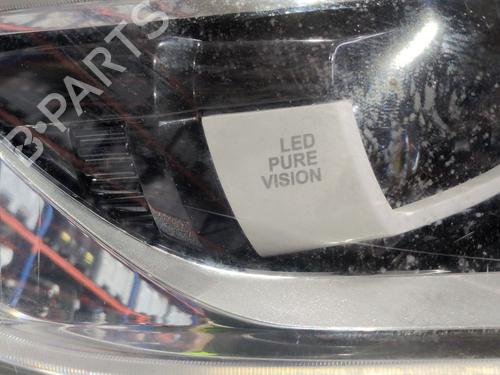 B-PARTS
LED
PURE
VISION